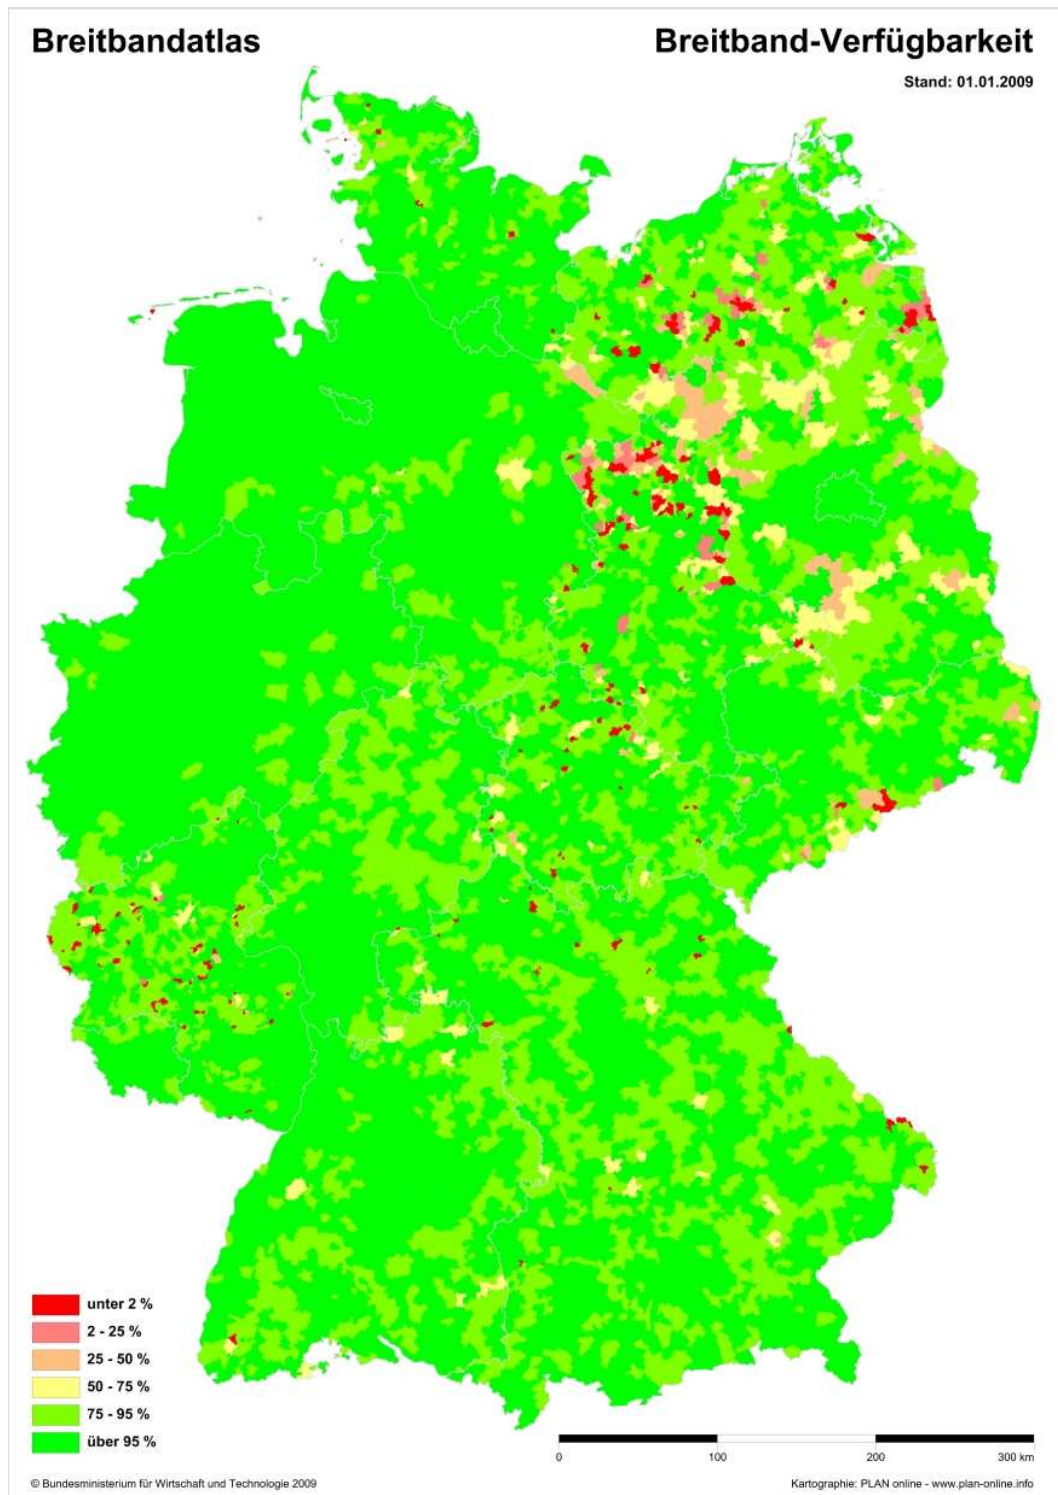 Breitbandatlas
Breitband-Verfügbarkeit
Stand: 01.01.2009
unter 2 %
2 - 25 %
25 - 50 %
50 - 75 %
75 - 95 %
über 95 %
0 100 200 300 km
© Bundesministerium für Wirtschaft und Technologie 2009
Kartographie: PLAN online - www.plan-online.info